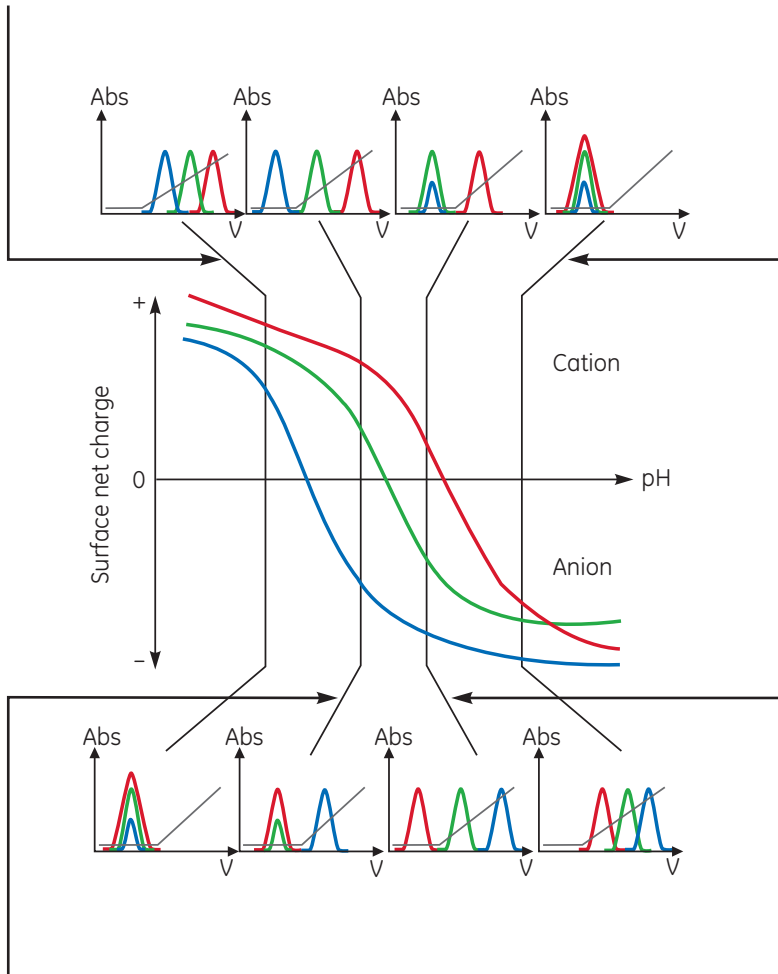 Abs Abs Abs Abs
V V V V
+
Cation
Surface net charge
0 pH
Anion
–
Abs Abs Abs Abs
V V V V